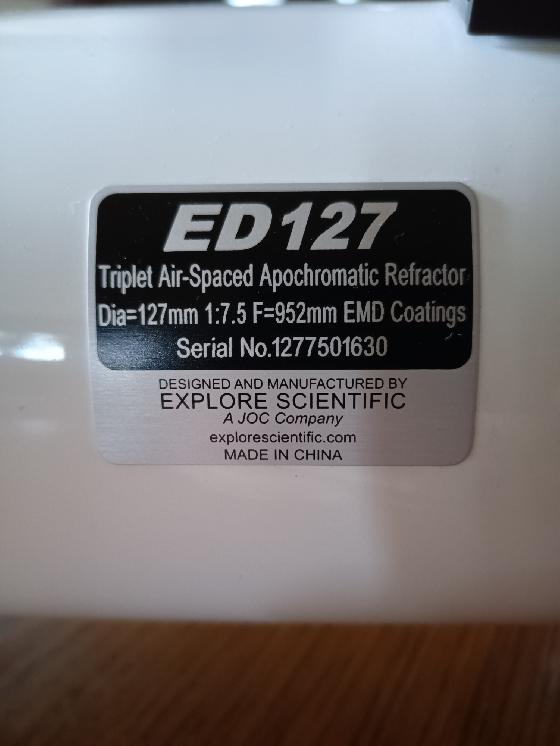 ED127
Triplet Air-Spaced Apochromatic Refractor
Dia=127mm 1:7.5 F=952mm EMD Coatings
Serial No.1277501630
DESIGNED AND MANUFACTURED BY
EXPLORE SCIENTIFIC
A JOC Company
explorescientific.com
MADE IN CHINA